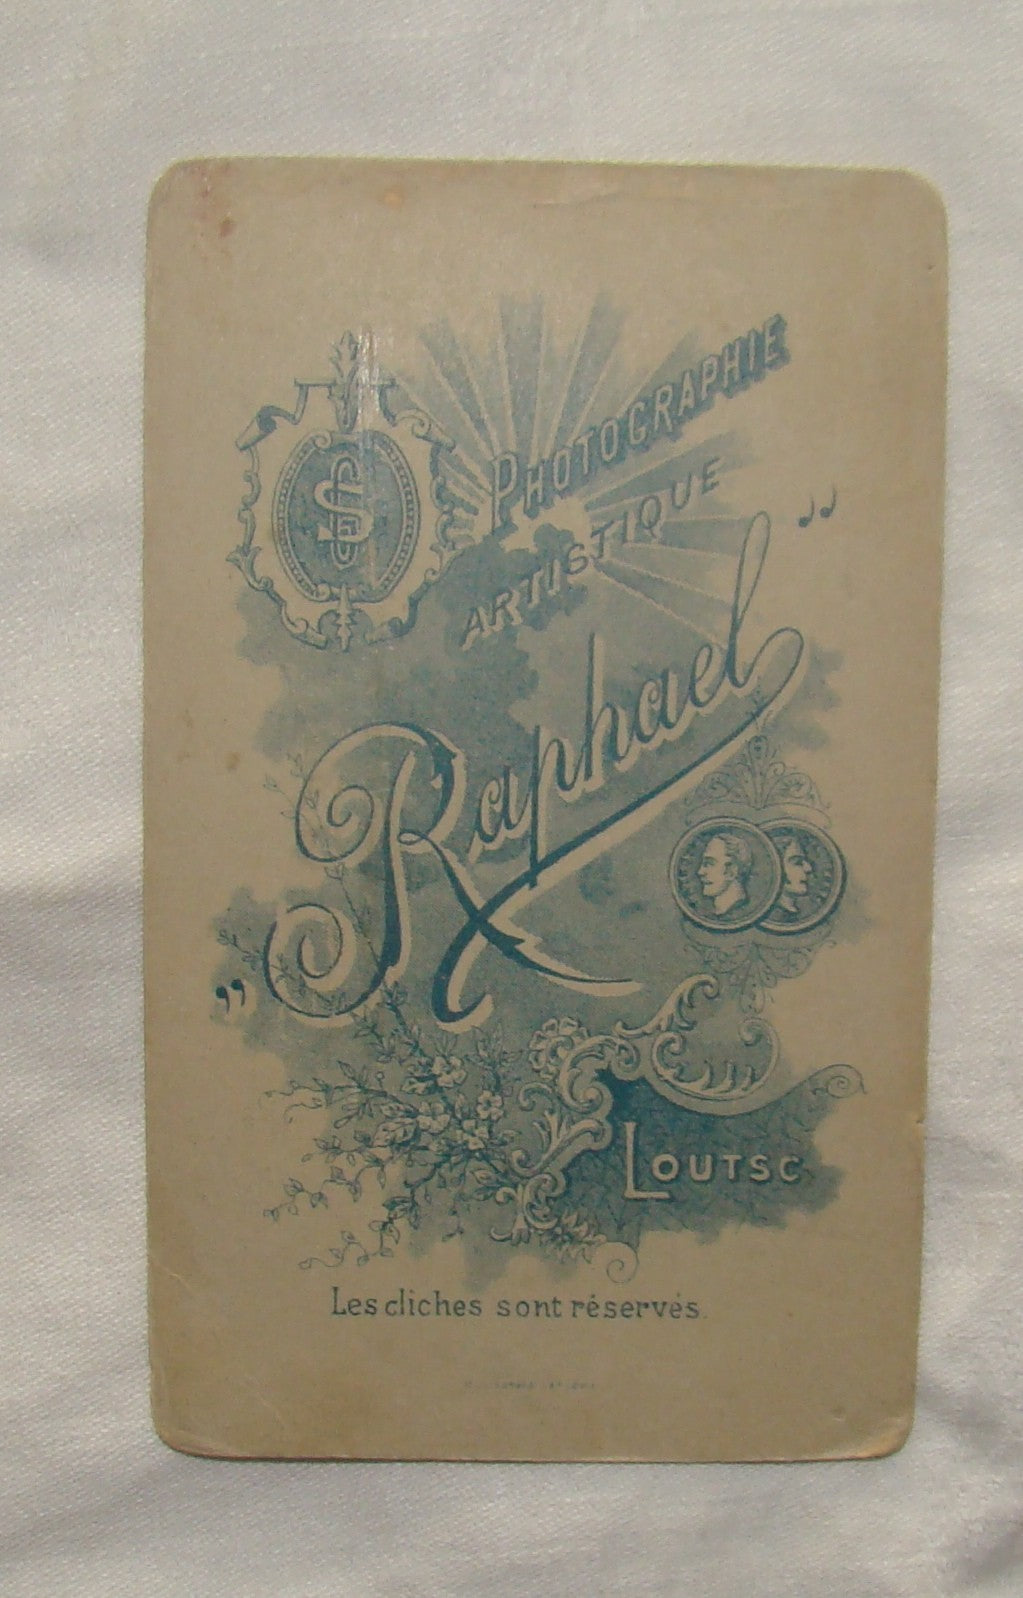 PHOTOGRAPHIE
ARTISTIQUE
„Raphael”
LOUTSC
Les cliches sont réservés.